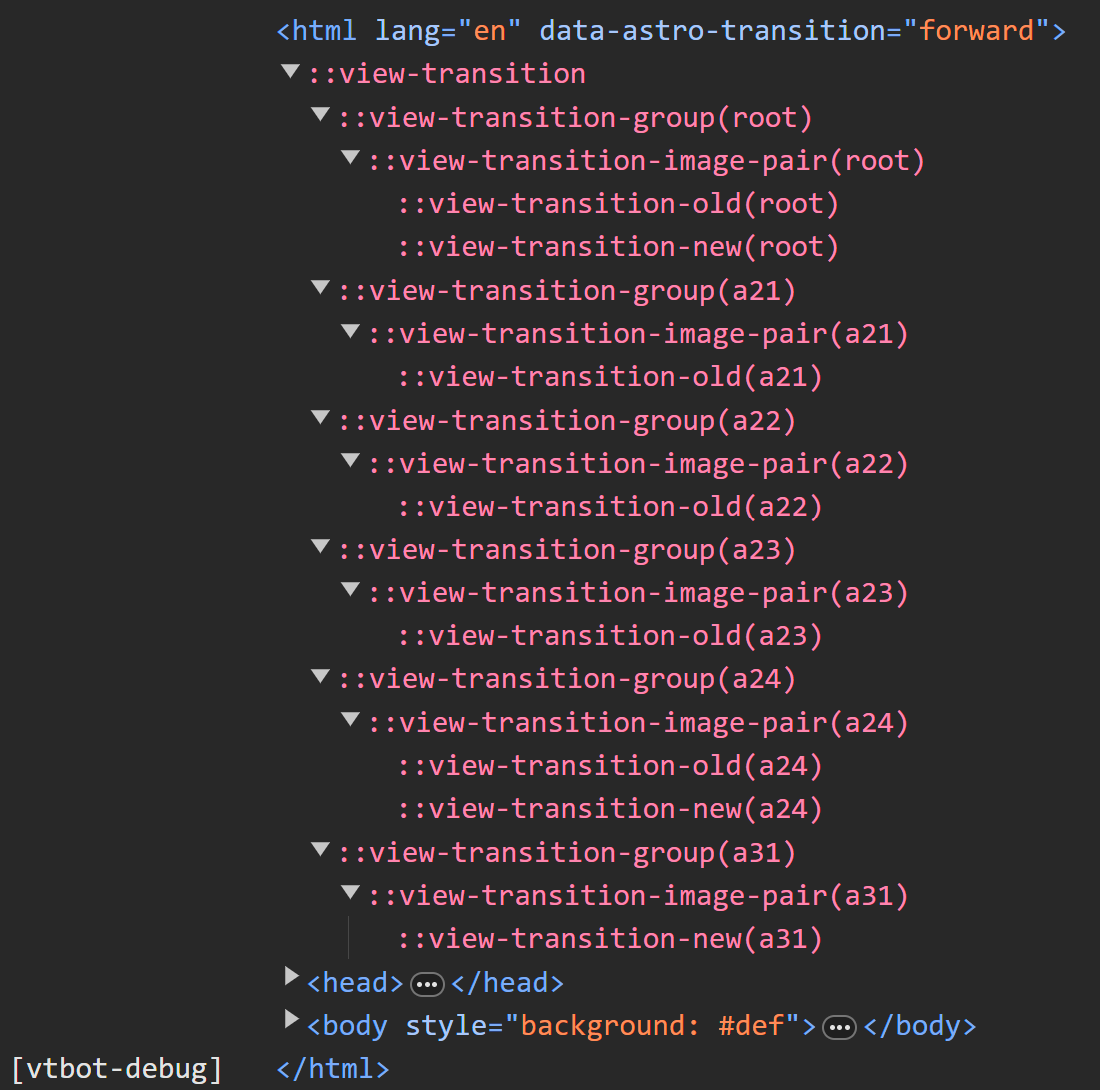 <html lang="en" data-astro-transition="forward">
::view-transition
::view-transition-group(root)
::view-transition-image-pair(root)
::view-transition-old(root)
::view-transition-new(root)
::view-transition-group(a21)
::view-transition-image-pair(a21)
::view-transition-old(a21)
::view-transition-group(a22)
::view-transition-image-pair(a22)
::view-transition-old(a22)
::view-transition-group(a23)
::view-transition-image-pair(a23)
::view-transition-old(a23)
::view-transition-group(a24)
::view-transition-image-pair(a24)
::view-transition-old(a24)
::view-transition-new(a24)
::view-transition-group(a31)
::view-transition-image-pair(a31)
::view-transition-new(a31)
<head>…</head>
<body style="background: #def">…</body>
[vtbot-debug] </html>